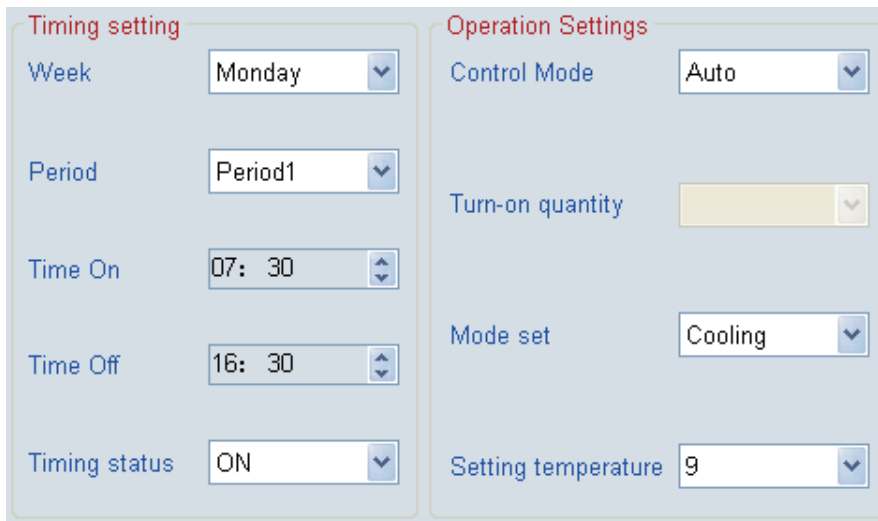 Timing setting
Week Monday
Period Period1
Time On 07: 30
Time Off 16: 30
Timing status ON
Operation Settings
Control Mode Auto
Turn-on quantity
Mode set Cooling
Setting temperature 9